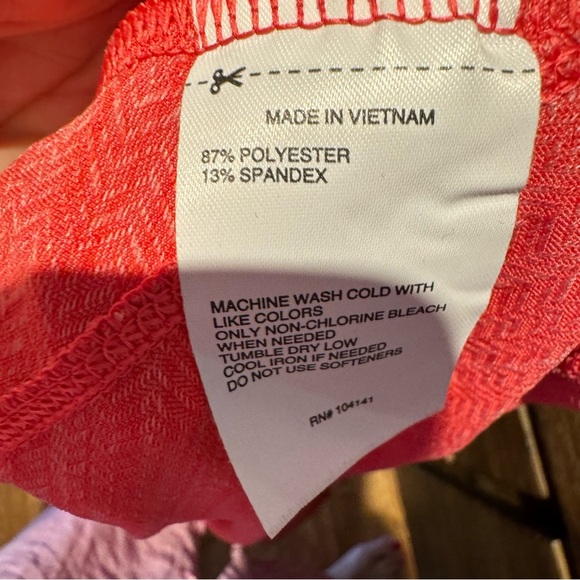 MADE IN VIETNAM
87% POLYESTER
13% SPANDEX
MACHINE WASH COLD WITH
LIKE COLORS
ONLY NON-CHLORINE BLEACH
WHEN NEEDED
TUMBLE DRY LOW
COOL IRON IF NEEDED
DO NOT USE SOFTENERS
RN# 104141